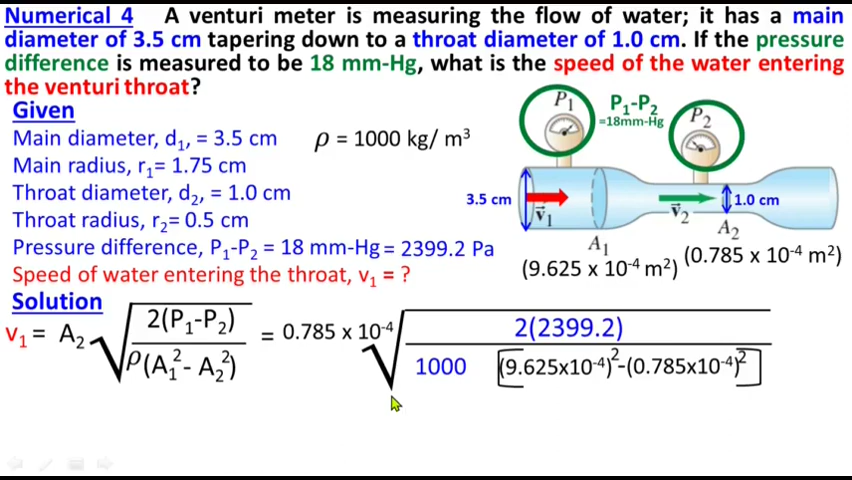 Numerical 4 A venturi meter is measuring the flow of water; it has a main
diameter of 3.5 cm tapering down to a throat diameter of 1.0 cm. If the pressure
difference is measured to be 18 mm-Hg, what is the speed of the water entering
the venturi throat?
Given
Main diameter, d₁, = 3.5 cm
ρ = 1000 kg/ m³
Main radius, r₁= 1.75 cm
Throat diameter, d₂, = 1.0 cm
Throat radius, r₂= 0.5 cm
Pressure difference, P₁-P₂ = 18 mm-Hg = 2399.2 Pa
Speed of water entering the throat, v₁ = ?
P₁
P₁-P₂
=18mm-Hg
P₂
3.5 cm
v⃗₁
v⃗₂
1.0 cm
A₁
A₂
(9.625 x 10⁻⁴ m²)
(0.785 x 10⁻⁴ m²)
Solution
v₁ = A₂ √ 2(P₁-P₂) / ρ(A₁² - A₂²) = 0.785 x 10⁻⁴ √ 2(2399.2) / 1000 [(9.625x10⁻⁴)²-(0.785x10⁻⁴)²]